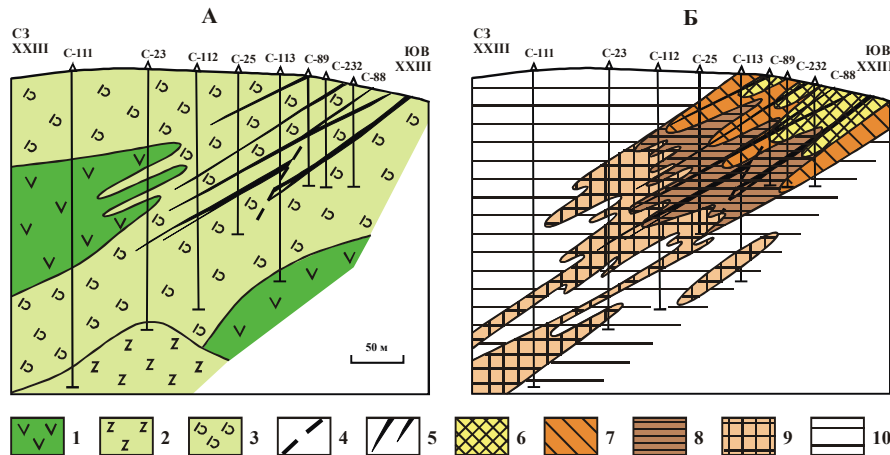 А
Б
СЗ
XXIII
ЮВ
XXIII
С-111
С-23
С-112
С-25
С-113
С-89
С-232
С-88
50 м
СЗ
XXIII
ЮВ
XXIII
С-111
С-23
С-112
С-25
С-113
С-89
С-232
С-88
1
2
3
4
5
6
7
8
9
10